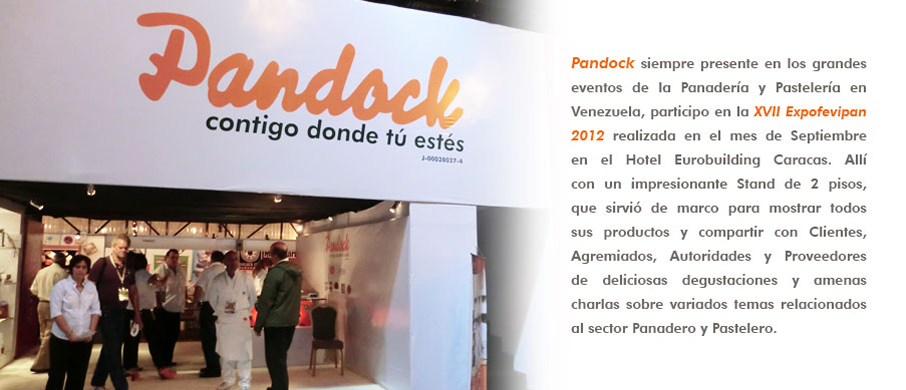 Pandock
contigo donde tú estés
J-00028027-4
Pandock
Pandock siempre presente en los grandes
eventos de la Panadería y Pastelería en
Venezuela, participo en la XVII Expofevipan
2012 realizada en el mes de Septiembre
en el Hotel Eurobuilding Caracas. Allí
con un impresionante Stand de 2 pisos,
que sirvió de marco para mostrar todos
sus productos y compartir con Clientes,
Agremiados, Autoridades y Proveedores
de deliciosas degustaciones y amenas
charlas sobre variados temas relacionados
al sector Panadero y Pastelero.